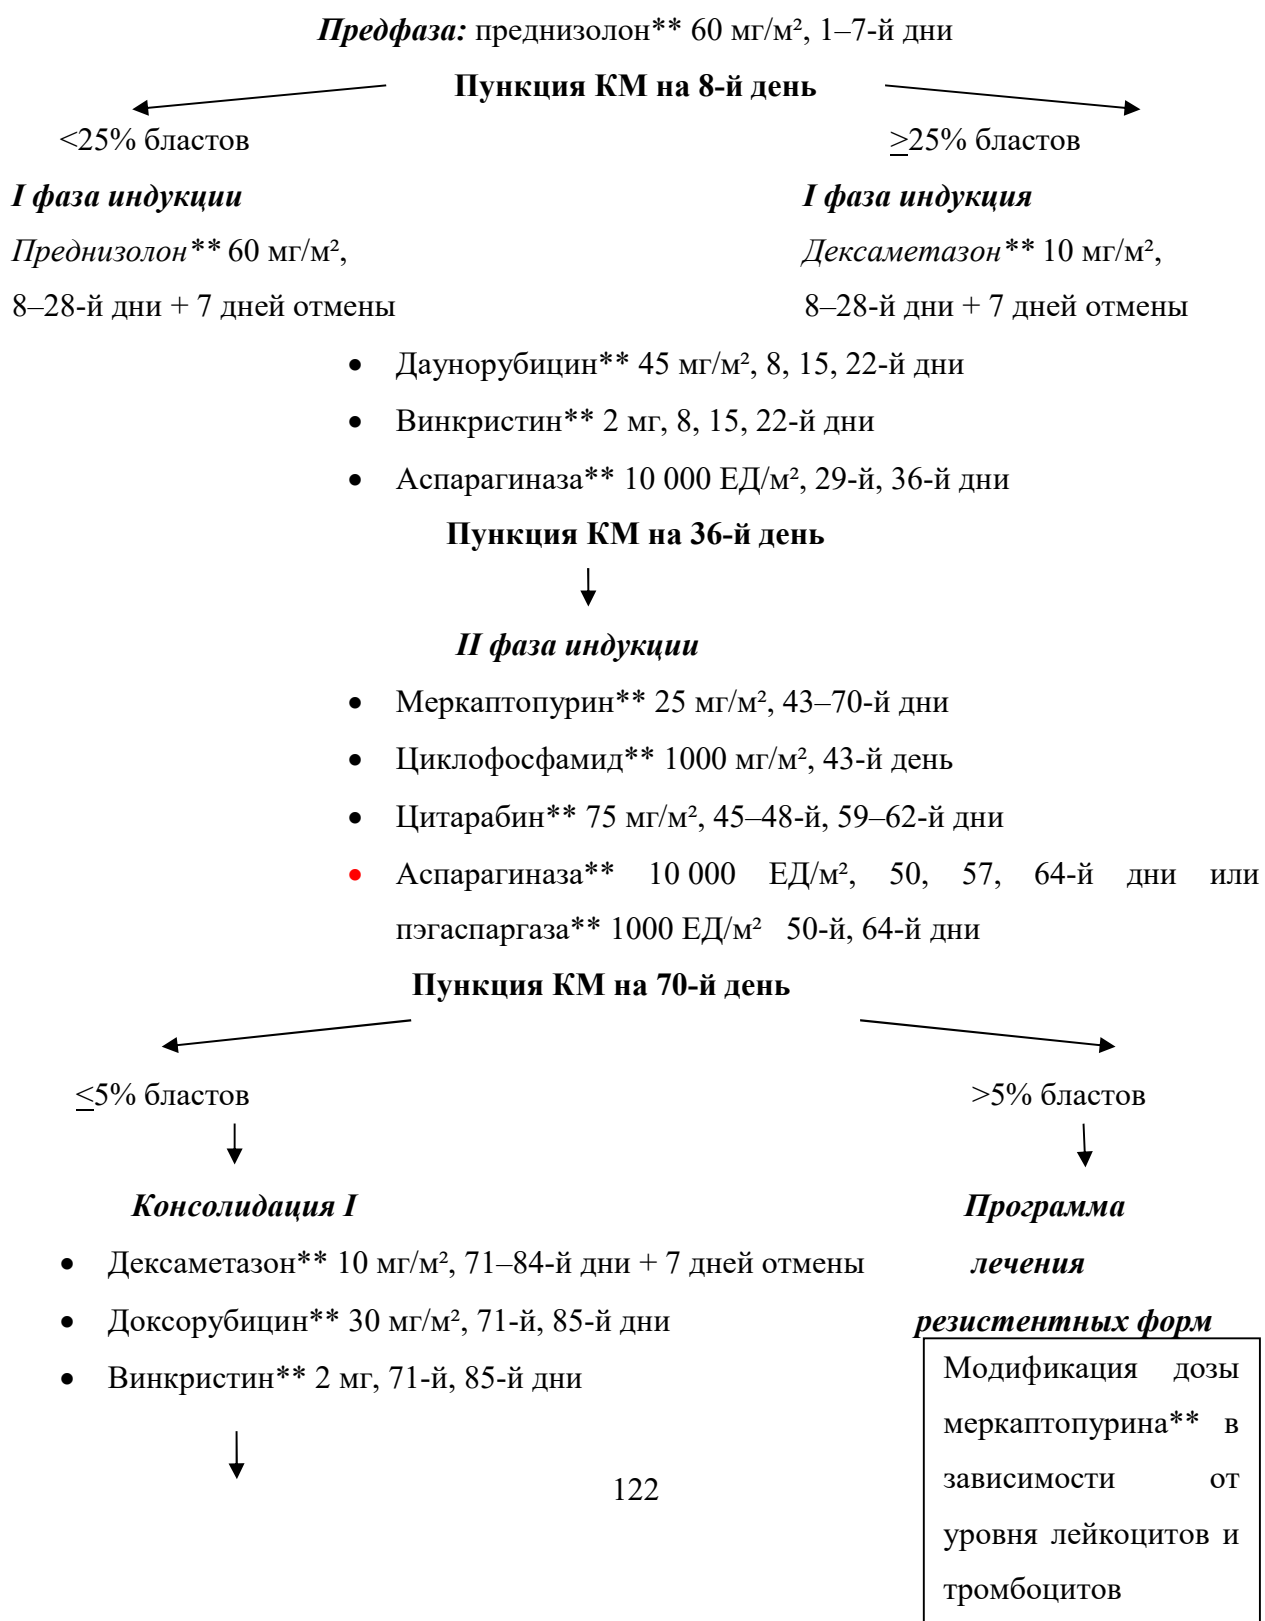 Предфаза: преднизолон** 60 мг/м², 1–7-й дни
Пункция КМ на 8-й день
<25% бластов
≥25% бластов
I фаза индукции
I фаза индукция
Преднизолон** 60 мг/м²,
Дексаметазон** 10 мг/м²,
8–28-й дни + 7 дней отмены
8–28-й дни + 7 дней отмены
• Даунорубицин** 45 мг/м², 8, 15, 22-й дни
• Винкристин** 2 мг, 8, 15, 22-й дни
• Аспарагиназа** 10 000 ЕД/м², 29-й, 36-й дни
Пункция КМ на 36-й день
II фаза индукции
• Меркаптопурин** 25 мг/м², 43–70-й дни
• Циклофосфамид** 1000 мг/м², 43-й день
• Цитарабин** 75 мг/м², 45–48-й, 59–62-й дни
• Аспарагиназа** 10 000 ЕД/м², 50, 57, 64-й дни или
пэгаспаргаза** 1000 ЕД/м² 50-й, 64-й дни
Пункция КМ на 70-й день
≤5% бластов
>5% бластов
Консолидация I
• Дексаметазон** 10 мг/м², 71–84-й дни + 7 дней отмены
• Доксорубицин** 30 мг/м², 71-й, 85-й дни
• Винкристин** 2 мг, 71-й, 85-й дни
Программа
лечения
резистентных форм
Модификация дозы
меркаптопурина** в
зависимости от
уровня лейкоцитов и
тромбоцитов
122